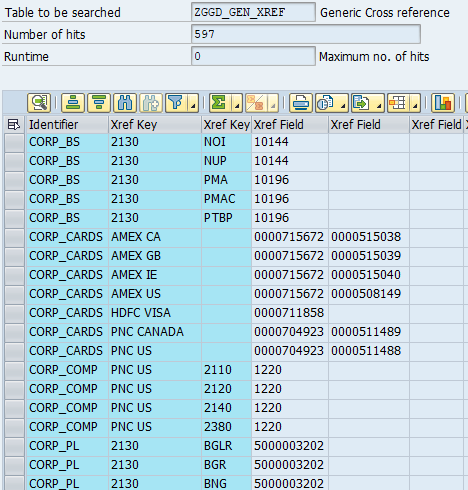 Table to be searched ZGGD_GEN_XREF Generic Cross reference
Number of hits 597
Runtime 0 Maximum no. of hits
Identifier Xref Key Xref Key Xref Field Xref Field Xref Field
CORP_BS 2130 NOI 10144
CORP_BS 2130 NUP 10144
CORP_BS 2130 PMA 10196
CORP_BS 2130 PMAC 10196
CORP_BS 2130 PTBP 10196
CORP_CARDS AMEX CA 0000715672 0000515038
CORP_CARDS AMEX GB 0000715672 0000515039
CORP_CARDS AMEX IE 0000715672 0000515040
CORP_CARDS AMEX US 0000715672 0000508149
CORP_CARDS HDFC VISA 0000711858
CORP_CARDS PNC CANADA 0000704923 0000511489
CORP_CARDS PNC US 0000704923 0000511488
CORP_COMP PNC US 2110 1220
CORP_COMP PNC US 2120 1220
CORP_COMP PNC US 2140 1220
CORP_COMP PNC US 2380 1220
CORP_PL 2130 BGLR 5000003202
CORP_PL 2130 BGR 5000003202
CORP_PL 2130 BNG 5000003202